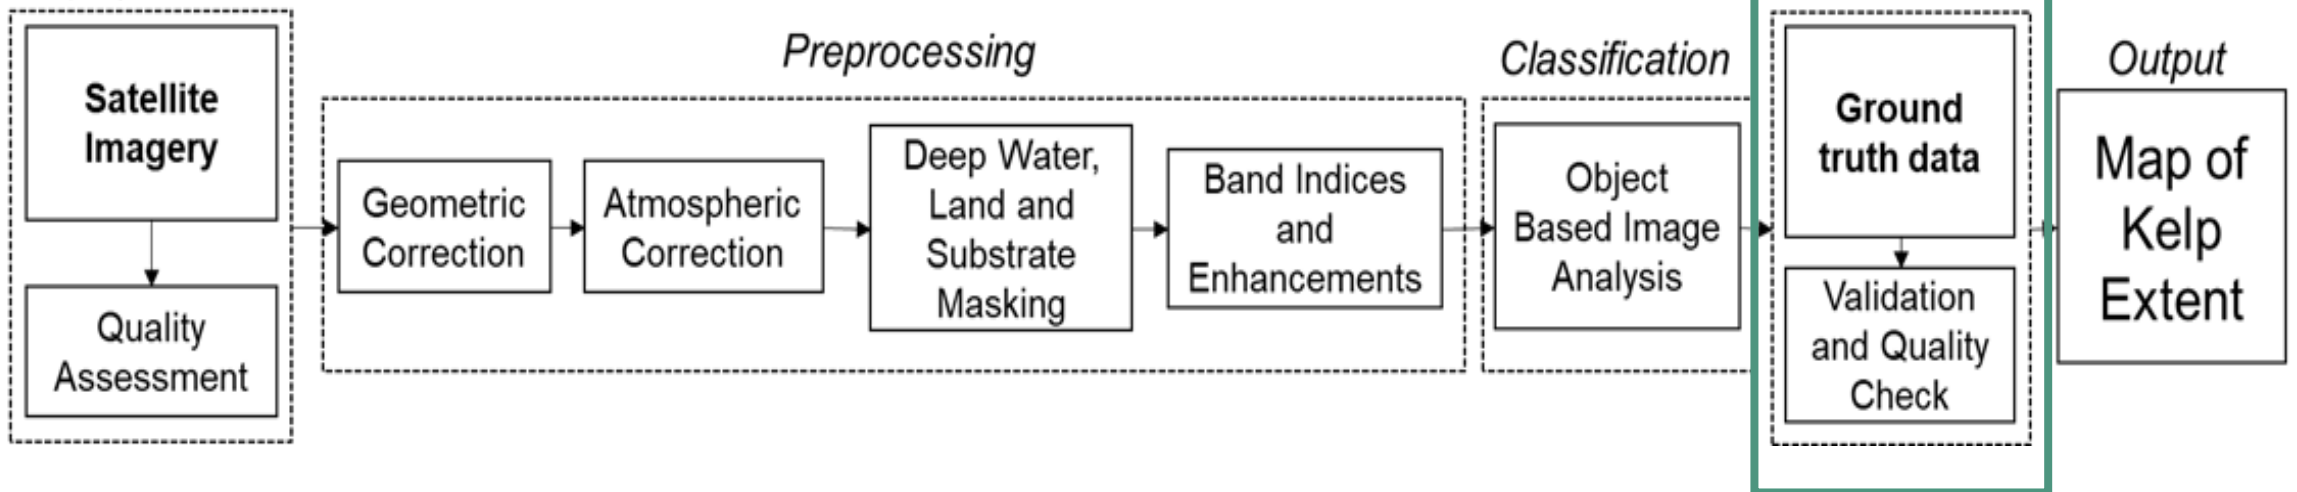 Satellite
Imagery
Quality
Assessment
Preprocessing
Geometric
Correction
Atmospheric
Correction
Deep Water,
Land and
Substrate
Masking
Band Indices
and
Enhancements
Classification
Object
Based Image
Analysis
Ground
truth data
Validation
and Quality
Check
Output
Map of
Kelp
Extent